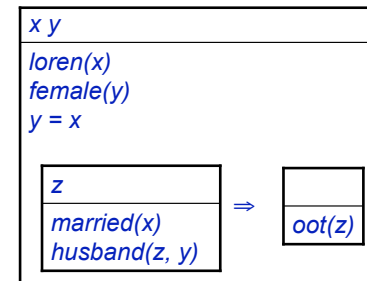 x y
loren(x)
female(y)
y = x
z
married(x)
husband(z, y)
⇒
oot(z)